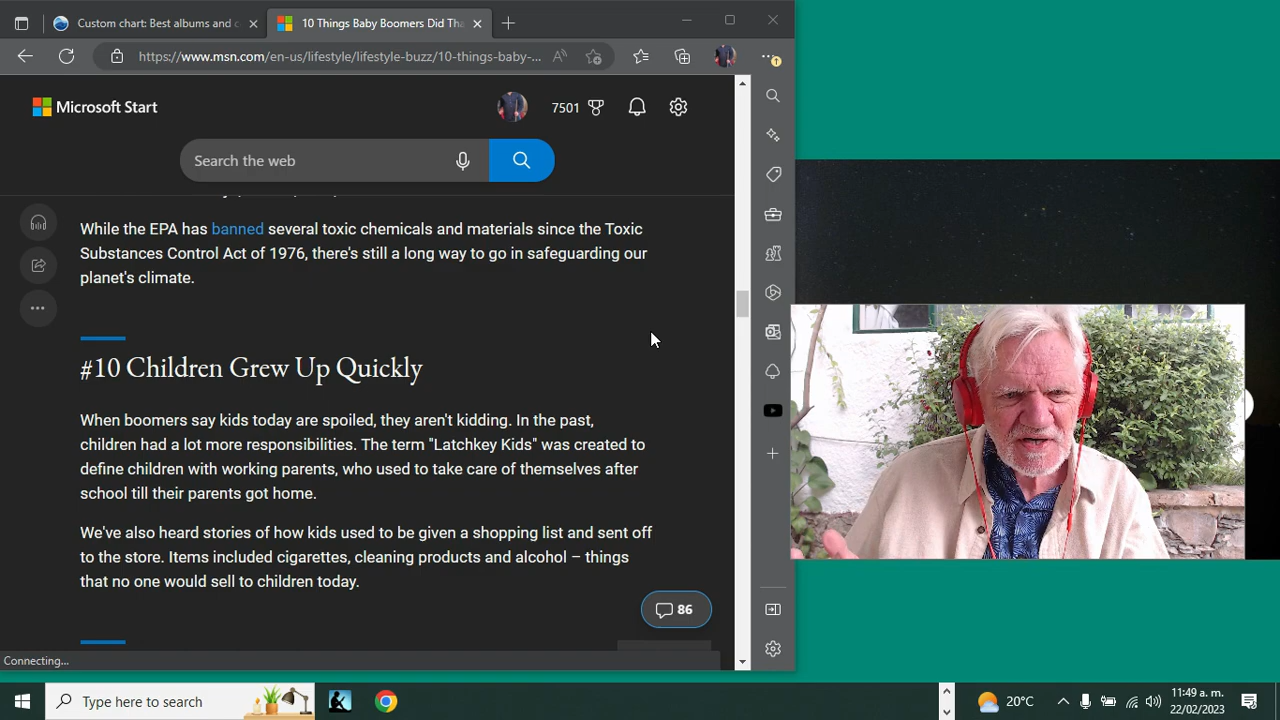 Custom chart: Best albums and
10 Things Baby Boomers Did Tha
https://www.msn.com/en-us/lifestyle/lifestyle-buzz/10-things-baby-...
Microsoft Start
7501
Search the web
While the EPA has banned several toxic chemicals and materials since the Toxic
Substances Control Act of 1976, there's still a long way to go in safeguarding our
planet's climate.
#10 Children Grew Up Quickly
When boomers say kids today are spoiled, they aren't kidding. In the past,
children had a lot more responsibilities. The term "Latchkey Kids" was created to
define children with working parents, who used to take care of themselves after
school till their parents got home.
We've also heard stories of how kids used to be given a shopping list and sent off
to the store. Items included cigarettes, cleaning products and alcohol – things
that no one would sell to children today.
86
Connecting...
Type here to search
20°C
11:49 a. m.
22/02/2023